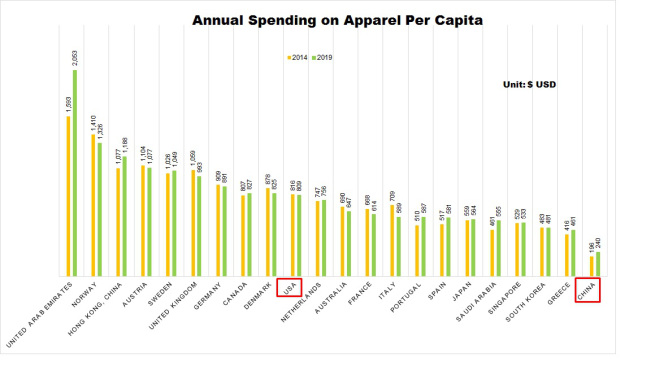 Annual Spending on Apparel Per Capita
2014 2019
Unit: $ USD
1,593 2,053
1,410 1,326
1,077 1,188
1,104 1,077
1,026 1,049
1,059 993
909 891
807 827
878 825
816 809
747 756
690 647
668 614
709 589
510 587
517 581
559 564
461 555
529 533
483 481
416 461
196 240
UNITED ARAB EMIRATES
NORWAY
HONG KONG, CHINA
AUSTRIA
SWEDEN
UNITED KINGDOM
GERMANY
CANADA
DENMARK
USA
NETHERLANDS
AUSTRALIA
FRANCE
ITALY
PORTUGAL
SPAIN
JAPAN
SAUDI ARABIA
SINGAPORE
SOUTH KOREA
GREECE
CHINA